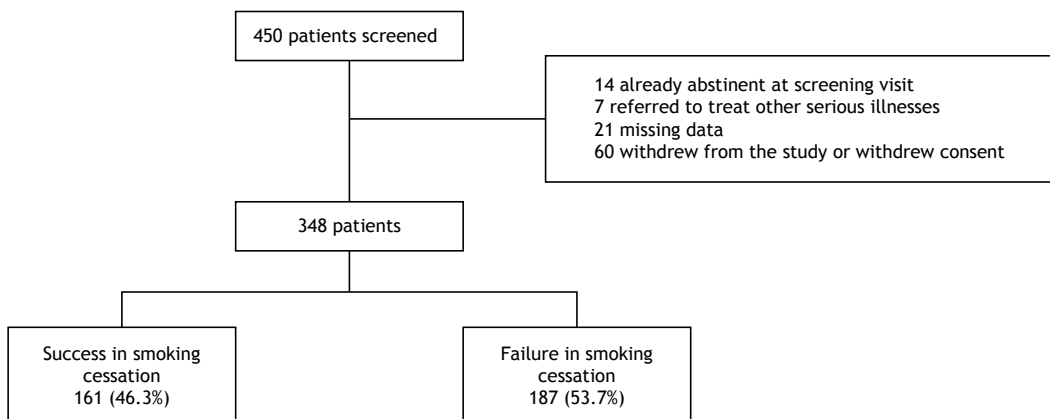 450 patients screened
14 already abstinent at screening visit
7 referred to treat other serious illnesses
21 missing data
60 withdrew from the study or withdrew consent
348 patients
Success in smoking
cessation
161 (46.3%)
Failure in smoking
cessation
187 (53.7%)